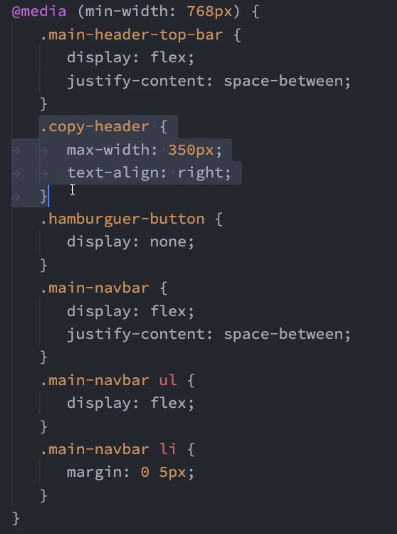 @media (min-width: 768px) {
.main-header-top-bar {
display: flex;
justify-content: space-between;
}
.copy-header {
max-width: 350px;
text-align: right;
}
.hamburguer-button {
display: none;
}
.main-navbar {
display: flex;
justify-content: space-between;
}
.main-navbar ul {
display: flex;
}
.main-navbar li {
margin: 0 5px;
}
}